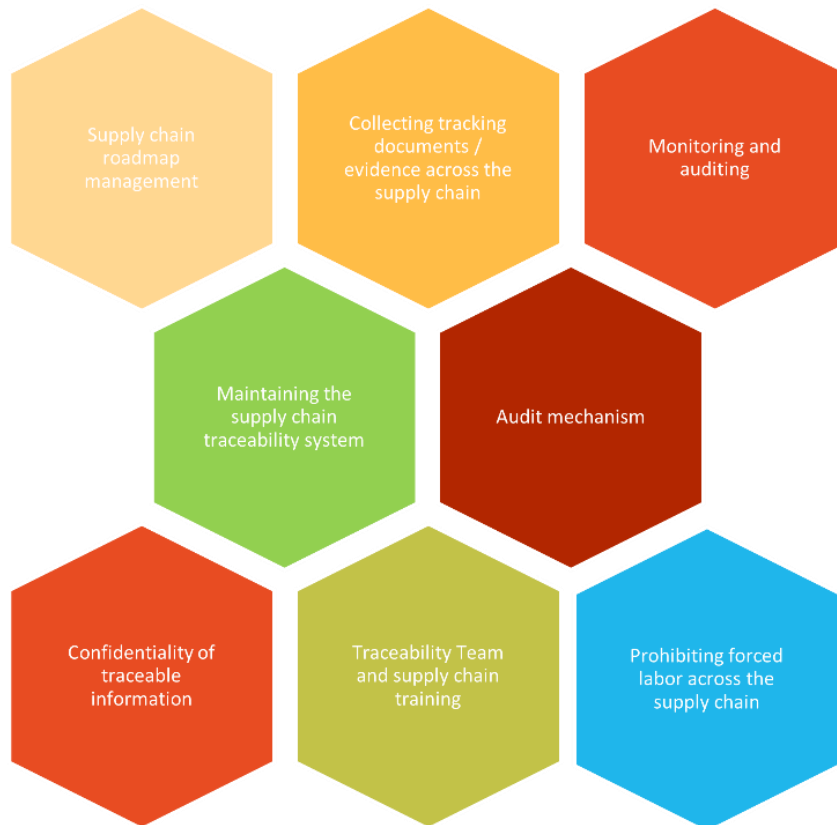 Supply chain
roadmap
management
Collecting tracking
documents /
evidence across the
supply chain
Monitoring and
auditing
Maintaining the
supply chain
traceability system
Audit mechanism
Confidentiality of
traceable
information
Traceability Team
and supply chain
training
Prohibiting forced
labor across the
supply chain